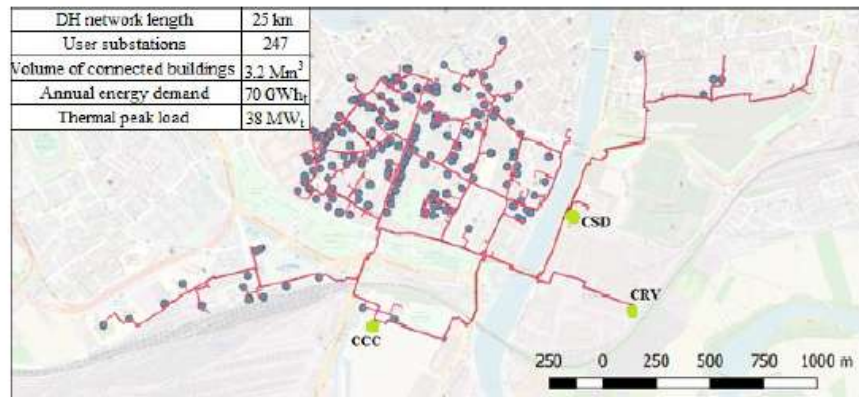 DH network length 25 km
User substations 247
Volume of connected buildings 3.2 Mm³
Annual energy demand 70 GWhₜ
Thermal peak load 38 MWₜ
CSD
CRV
CCC
250 0 250 500 750 1000 m